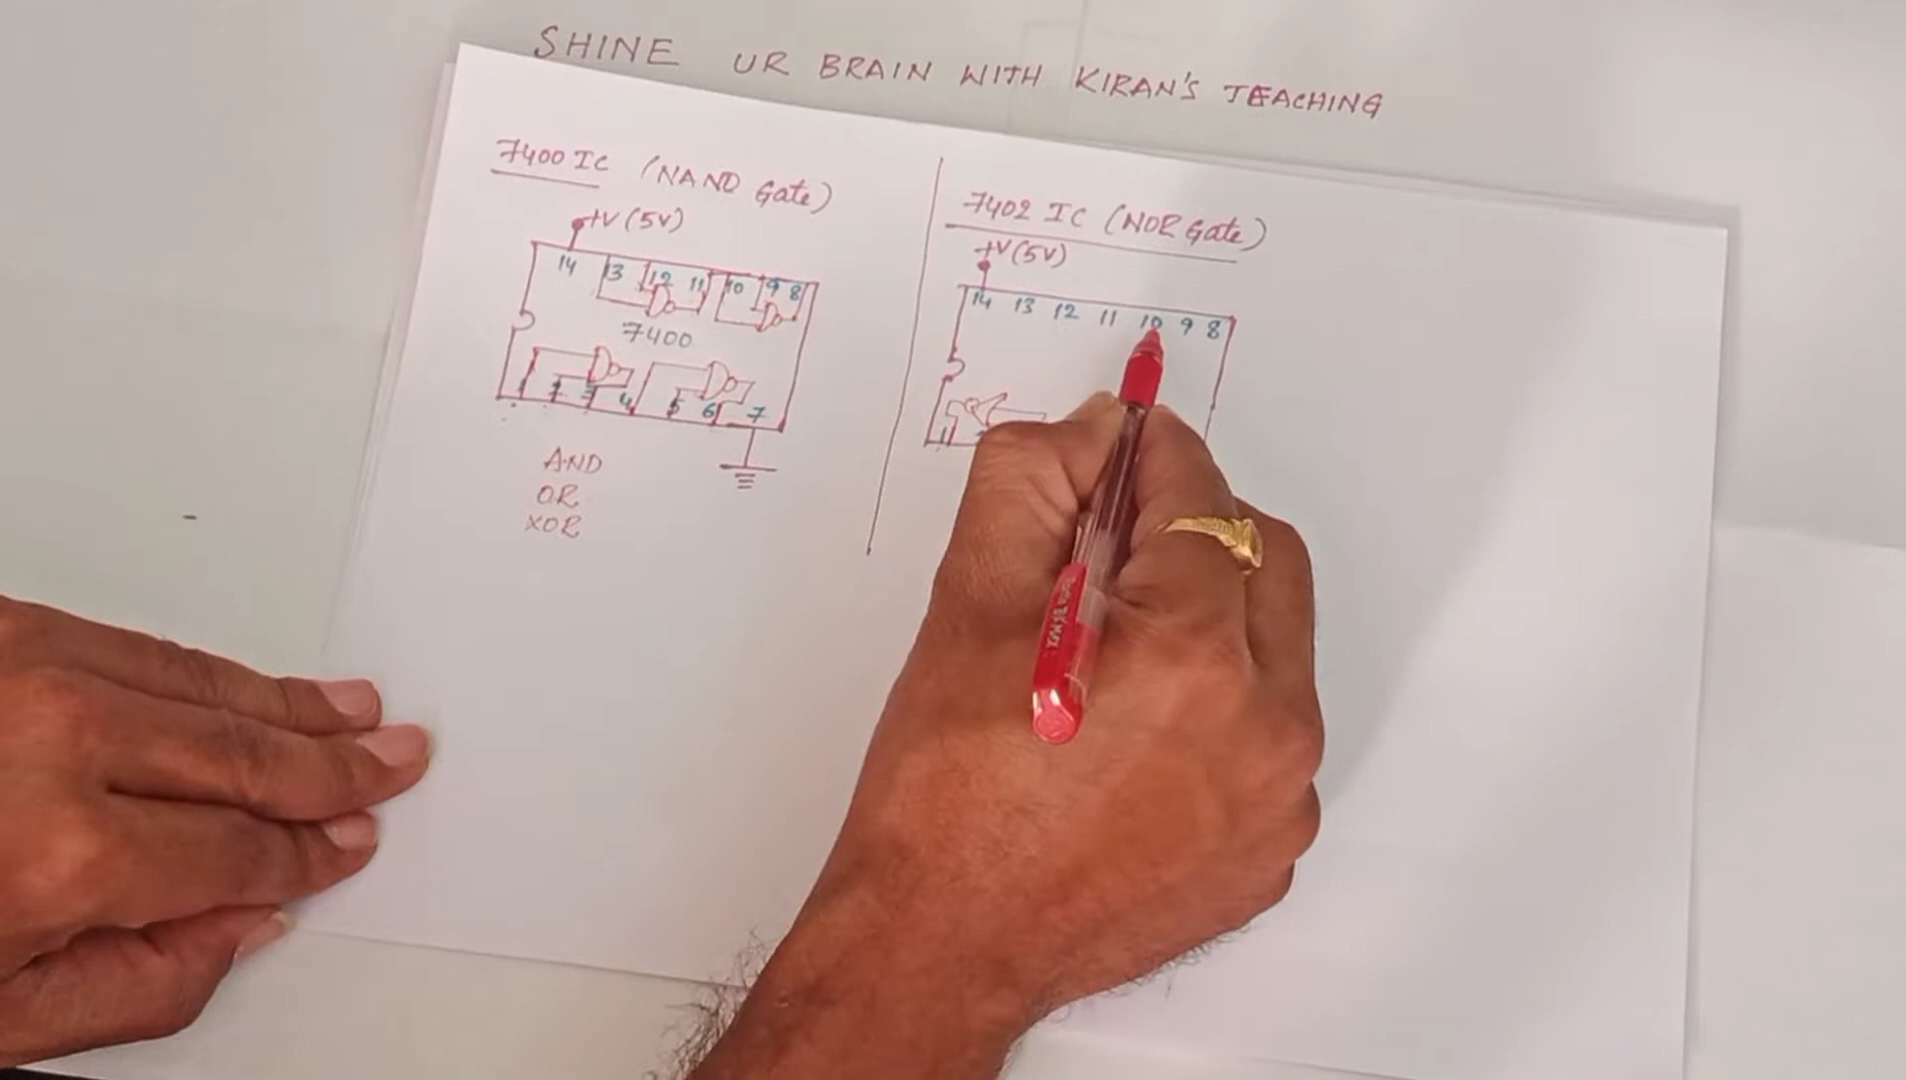 SHINE UR BRAIN WITH KIRAN'S TEACHING
7400 IC (NAND Gate)
+V (5V)
14 13 12 11 10 9 8
7400
1 2 3 4 5 6 7
AND
OR
XOR
7402 IC (NOR Gate)
+V (5V)
14 13 12 11 10 9 8
1